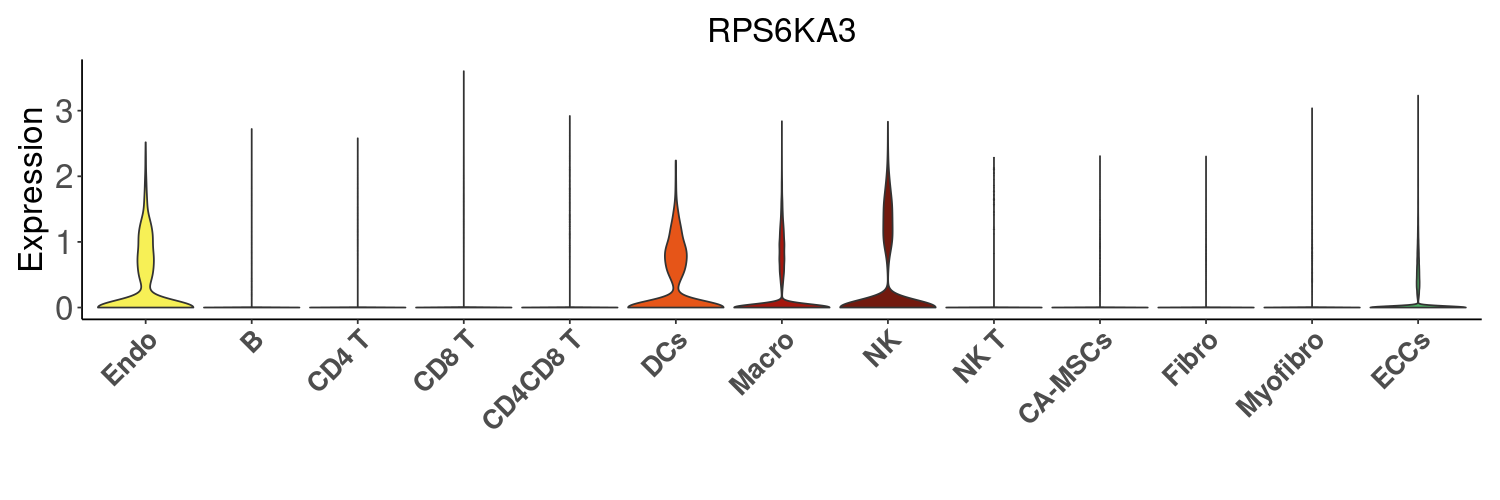 RPS6KA3
Expression
3
2
1
0
Endo
B
CD4 T
CD8 T
CD4CD8 T
DCs
Macro
NK
NK T
CA-MSCs
Fibro
Myofibro
ECCs